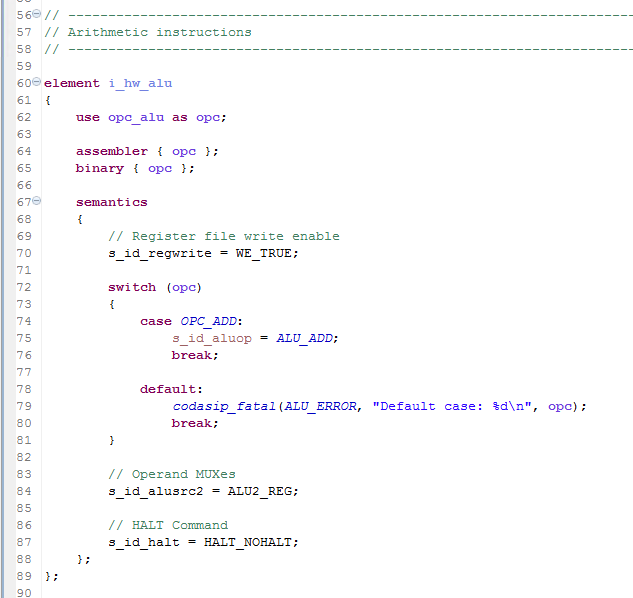 56 // ------------------------------------------------------------------------
57 // Arithmetic instructions
58 // ------------------------------------------------------------------------
59
60 element i_hw_alu
61 {
62     use opc_alu as opc;
63
64     assembler { opc };
65     binary { opc };
66
67     semantics
68     {
69         // Register file write enable
70         s_id_regwrite = WE_TRUE;
71
72         switch (opc)
73         {
74             case OPC_ADD:
75                 s_id_aluop = ALU_ADD;
76                 break;
77
78             default:
79                 codasip_fatal(ALU_ERROR, "Default case: %d\n", opc);
80                 break;
81         }
82
83         // Operand MUXes
84         s_id_alusrc2 = ALU2_REG;
85
86         // HALT Command
87         s_id_halt = HALT_NOHALT;
88     };
89 };
90